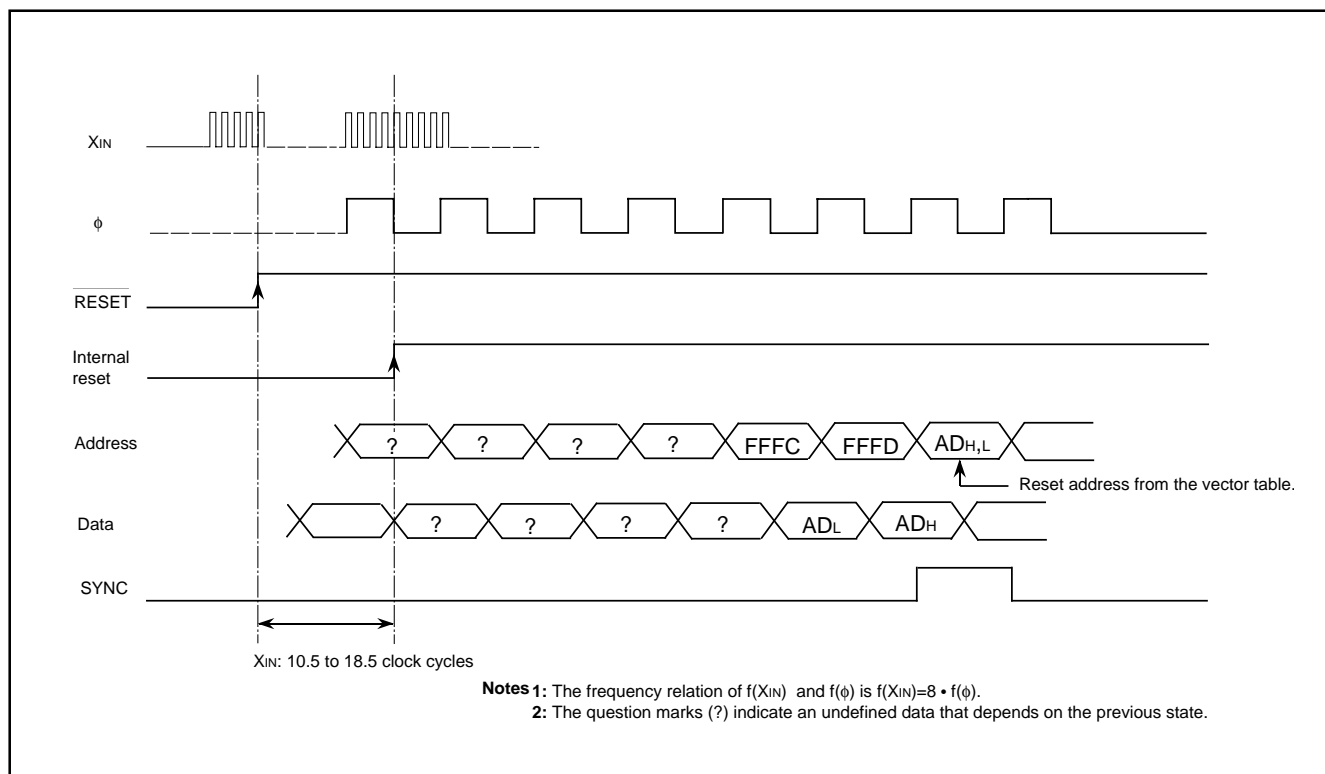 XIN
ϕ
RESET
Internal
reset
Address
? ? ? ? FFFC FFFD ADH,L
Reset address from the vector table.
Data
? ? ? ? ADL ADH
SYNC
XIN: 10.5 to 18.5 clock cycles
Notes 1: The frequency relation of f(XIN) and f(ϕ) is f(XIN)=8 • f(ϕ).
2: The question marks (?) indicate an undefined data that depends on the previous state.